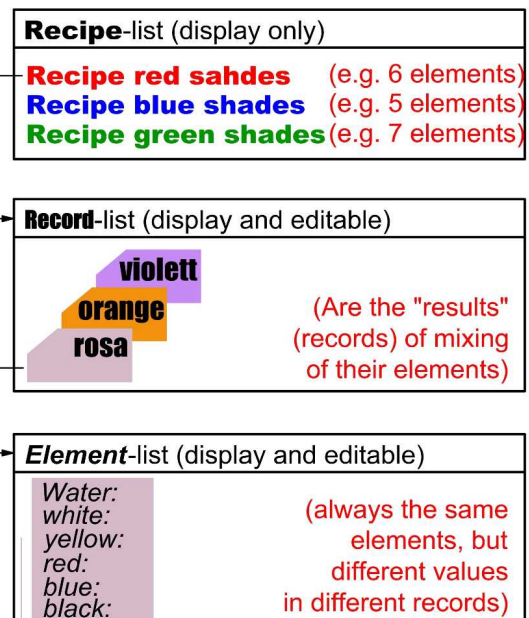 Recipe-list (display only)
Recipe red sahdes (e.g. 6 elements)
Recipe blue shades (e.g. 5 elements)
Recipe green shades (e.g. 7 elements)
Record-list (display and editable)
violett
orange
rosa
(Are the "results"
(records) of mixing
of their elements)
Element-list (display and editable)
Water:
white:
yellow:
red:
blue:
black:
(always the same
elements, but
different values
in different records)